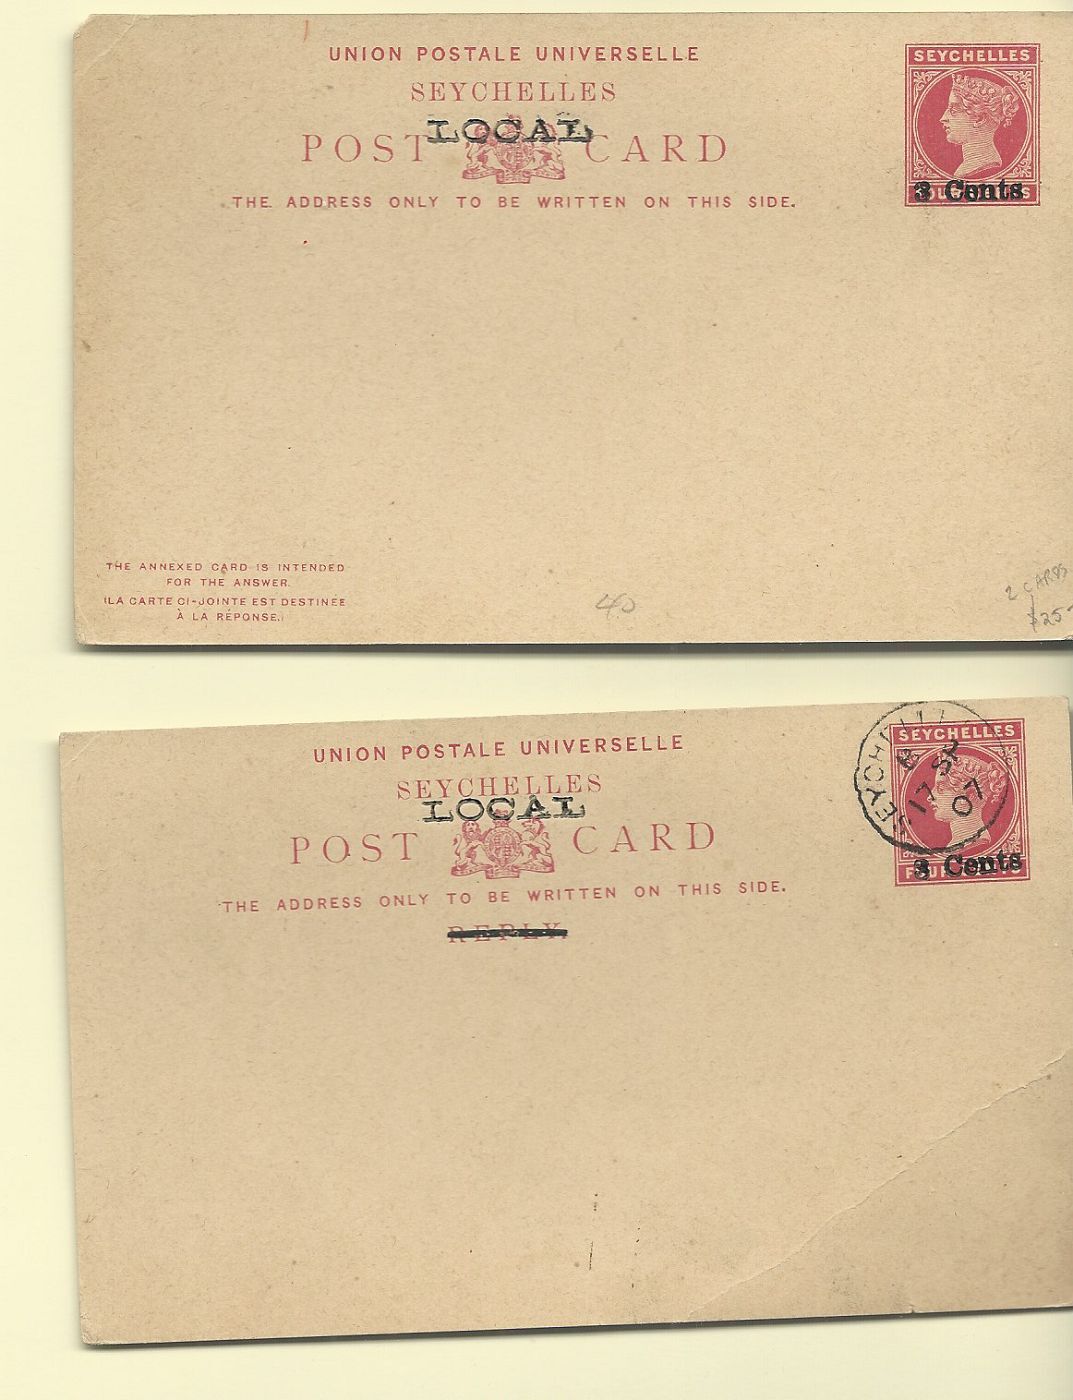 UNION POSTALE UNIVERSELLE
SEYCHELLES
SEYCHELLES
LOCAL
POST CARD
THE ADDRESS ONLY TO BE WRITTEN ON THIS SIDE.
3 Cents
THE ANNEXED CARD IS INTENDED
FOR THE ANSWER.
(LA CARTE CI-JOINTE EST DESTINÉE
À LA RÉPONSE.)
40
2 CARDS
$25-
UNION POSTALE UNIVERSELLE
SEYCHELLES
SEYCHELLES
LOCAL
POST CARD
THE ADDRESS ONLY TO BE WRITTEN ON THIS SIDE.
REPLY.
SEYCHELL
B
17 SP
07
3 Cents